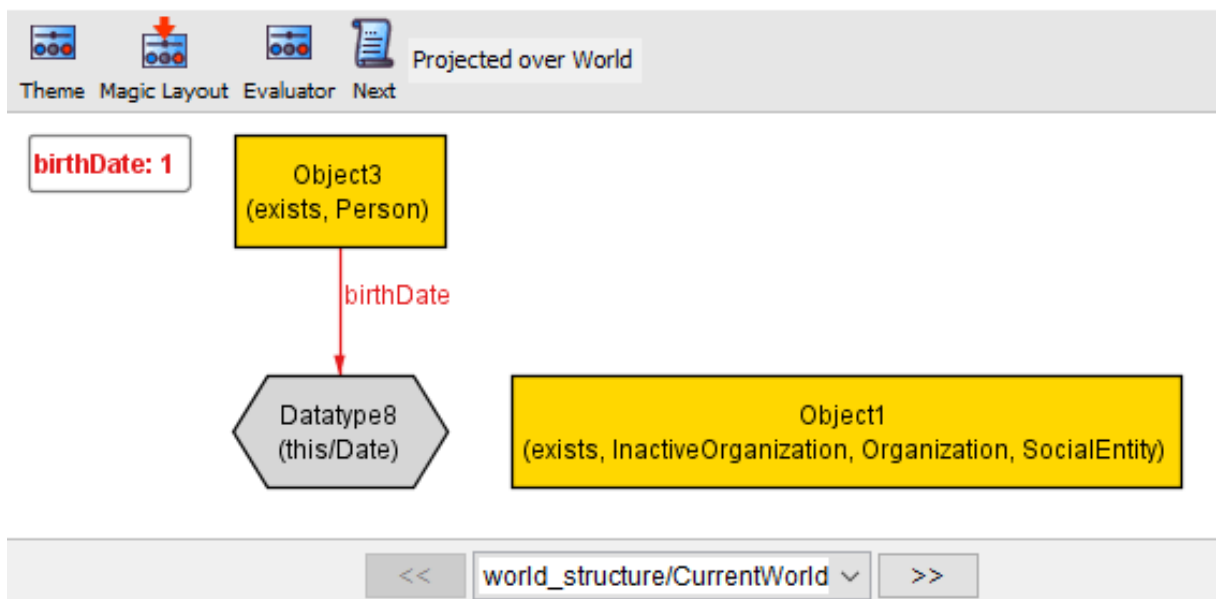 Theme Magic Layout Evaluator Next Projected over World
birthDate: 1
Object3
(exists, Person)
birthDate
Datatype8
(this/Date)
Object1
(exists, InactiveOrganization, Organization, SocialEntity)
<< world_structure/CurrentWorld >>